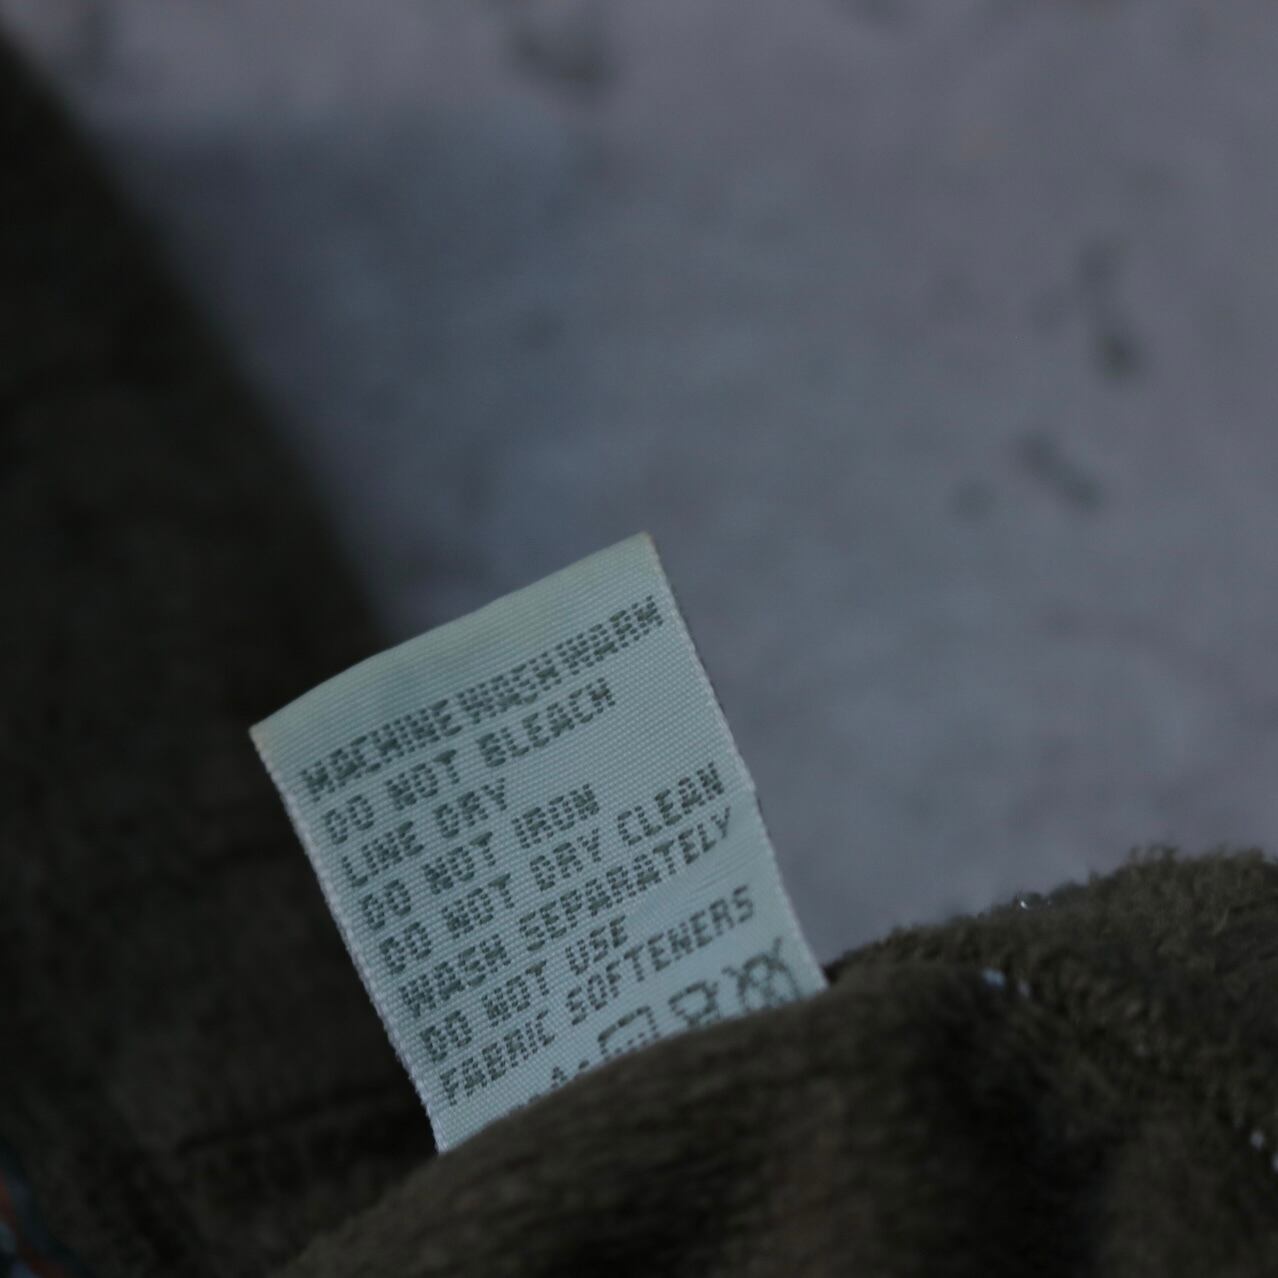 MACHINE WASH WARM
DO NOT BLEACH
LINE DRY
DO NOT IRON
DO NOT DRY CLEAN
WASH SEPARATELY
DO NOT USE
FABRIC SOFTENERS